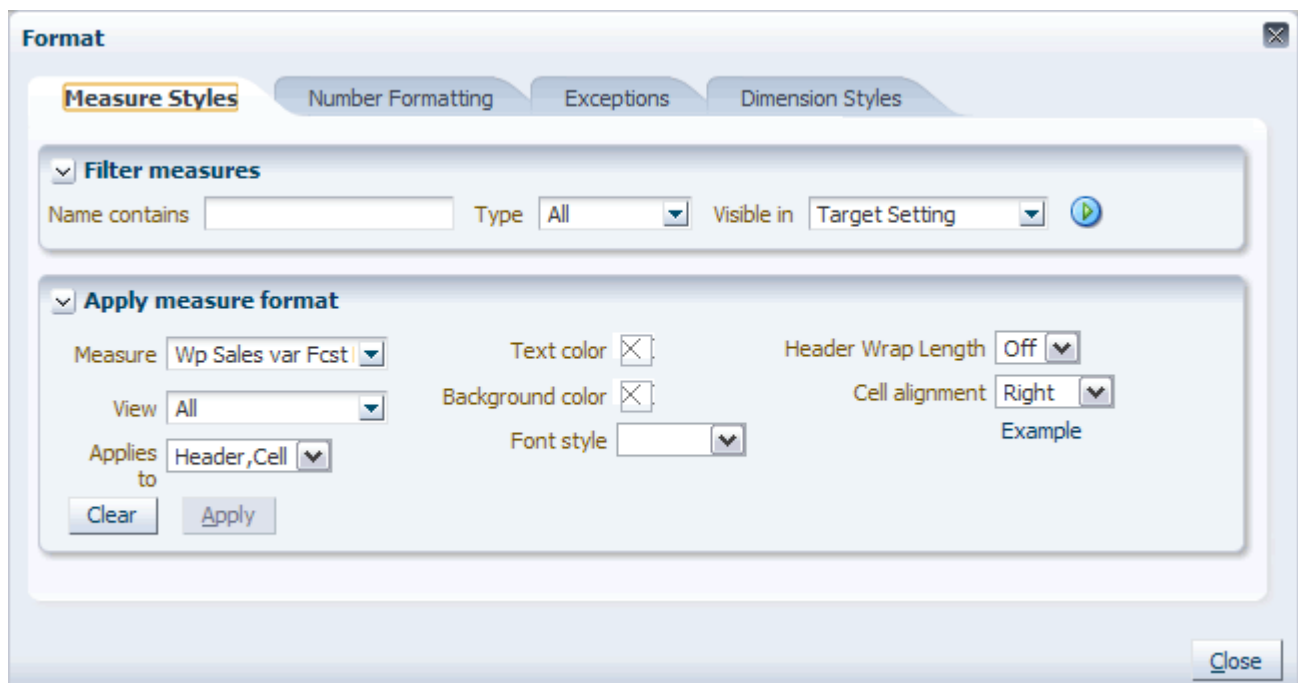 Format
Measure Styles Number Formatting Exceptions Dimension Styles
Filter measures
Name contains Type All Visible in Target Setting
Apply measure format
Measure Wp Sales var Fcst Text color Header Wrap Length Off
View All Background color Cell alignment Right
Applies to Header,Cell Font style Example
Clear Apply
Close